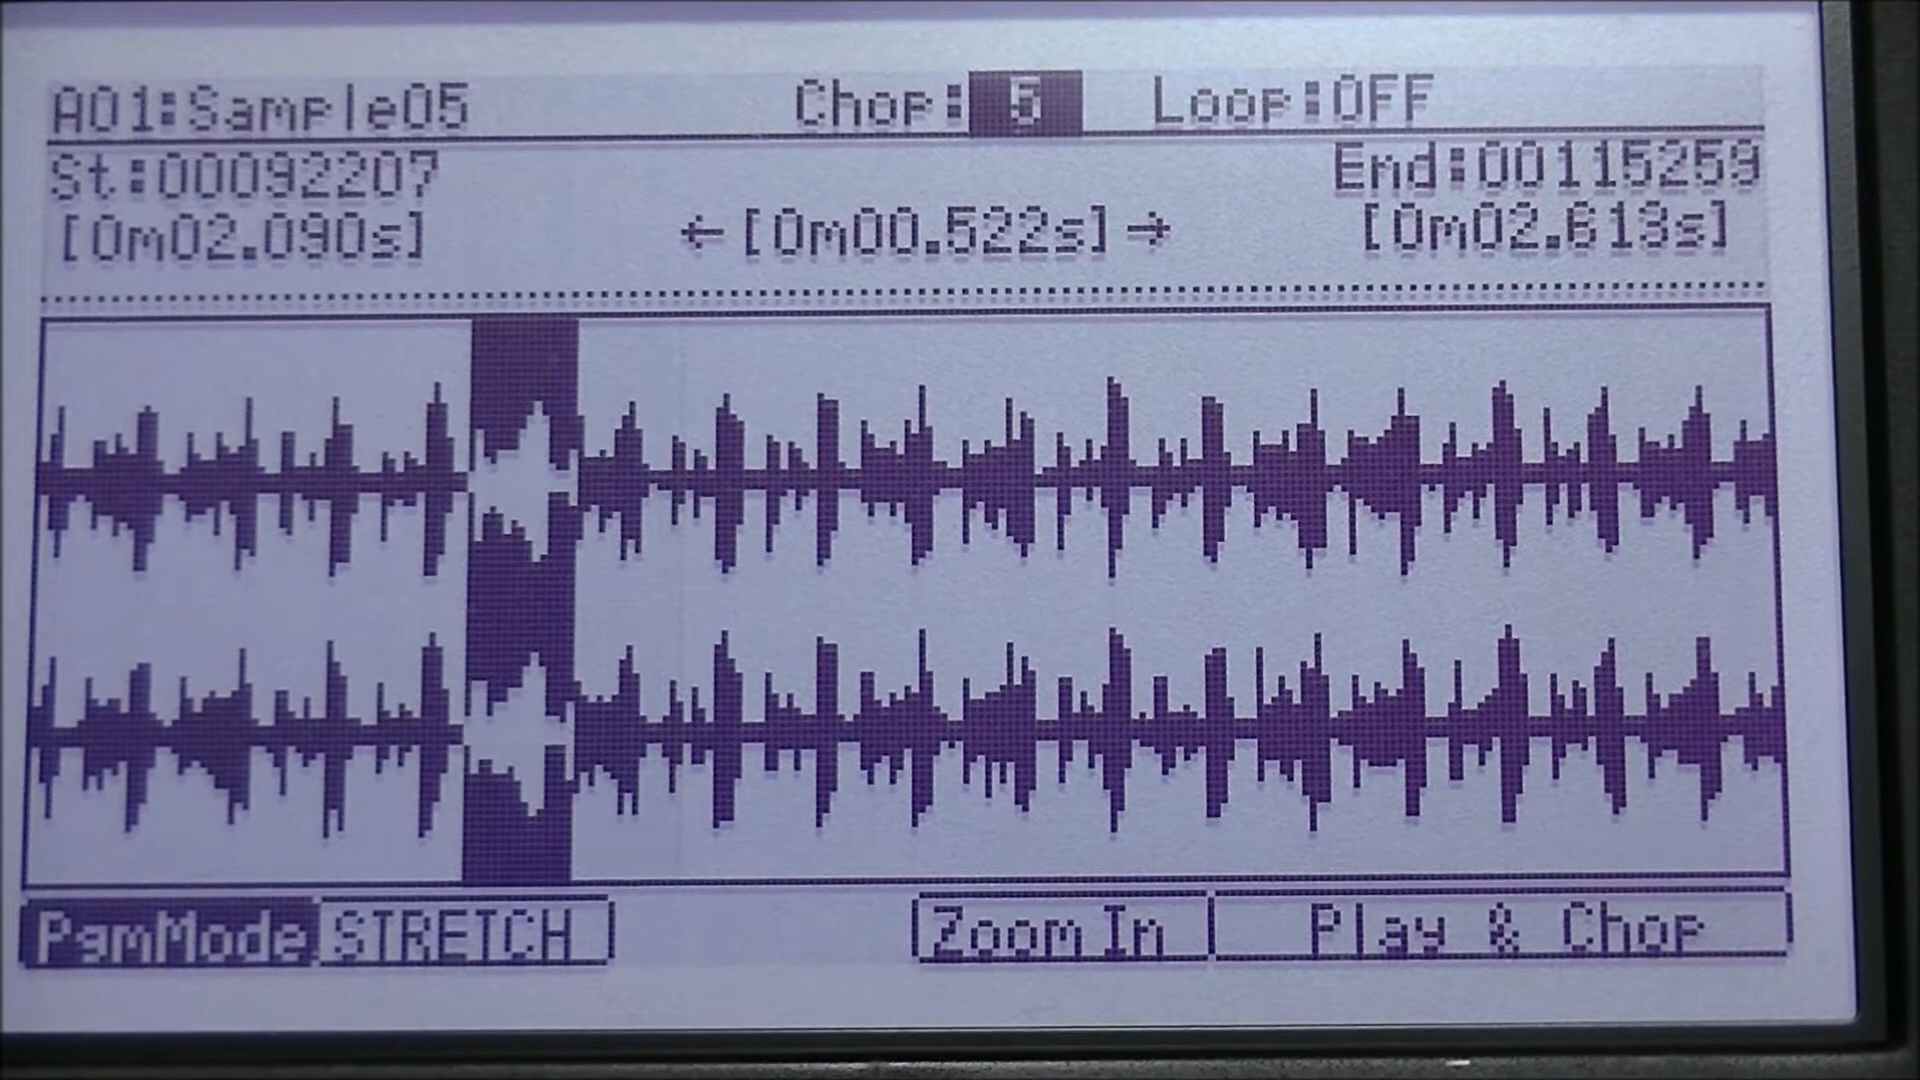 A01:Sample05 Chop: 5 Loop:OFF
St:00092207 End:00115259
[0m02.090s] ←[0m00.522s]→ [0m02.613s]
PgmMode STRETCH Zoom In Play & Chop